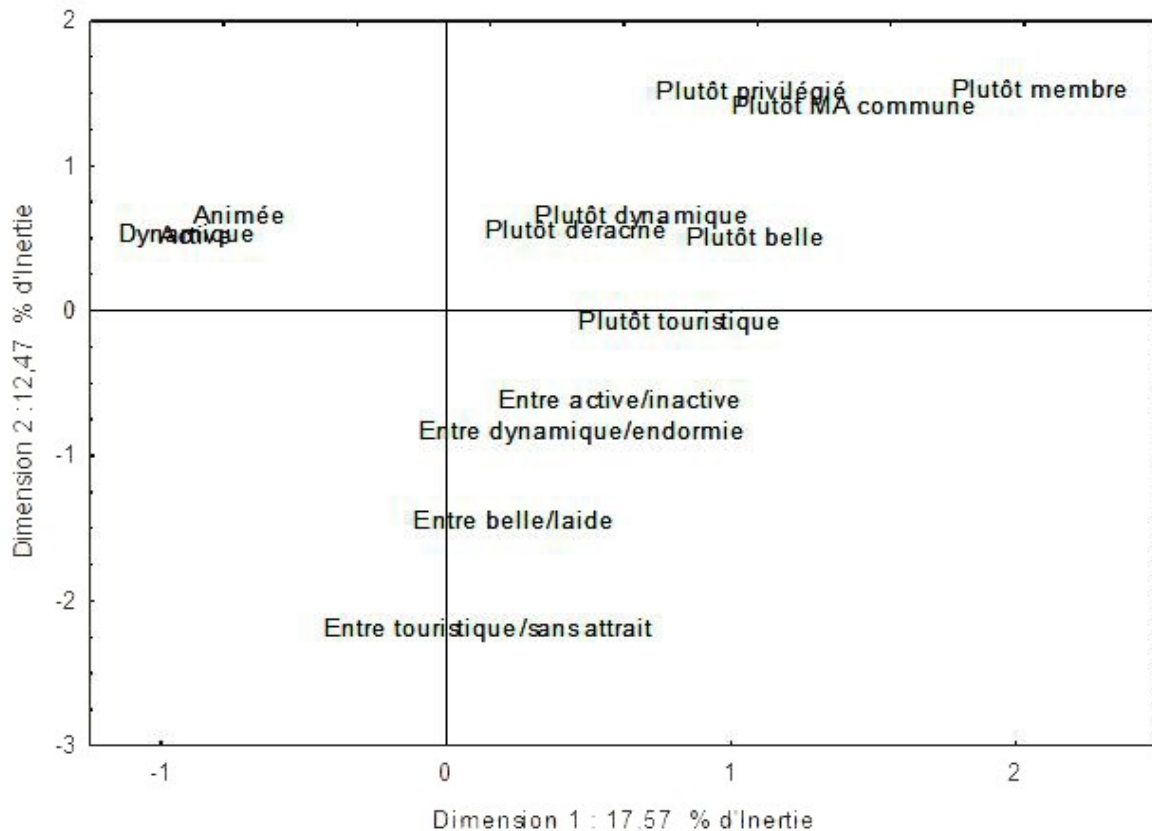 2
Plutôt privilégié
Plutôt membre
Plutôt MA commune
1
Animée
Plutôt dynamique
Dynamique
Active
Plutôt déraciné
Plutôt belle
0
Plutôt touristique
Entre active/inactive
Entre dynamique/endormie
-1
Entre belle/laide
-2
Entre touristique/sans attrait
-3
-1
0
1
2
Dimension 2 : 12,47 % d'Inertie
Dimension 1 : 17,57 % d'Inertie